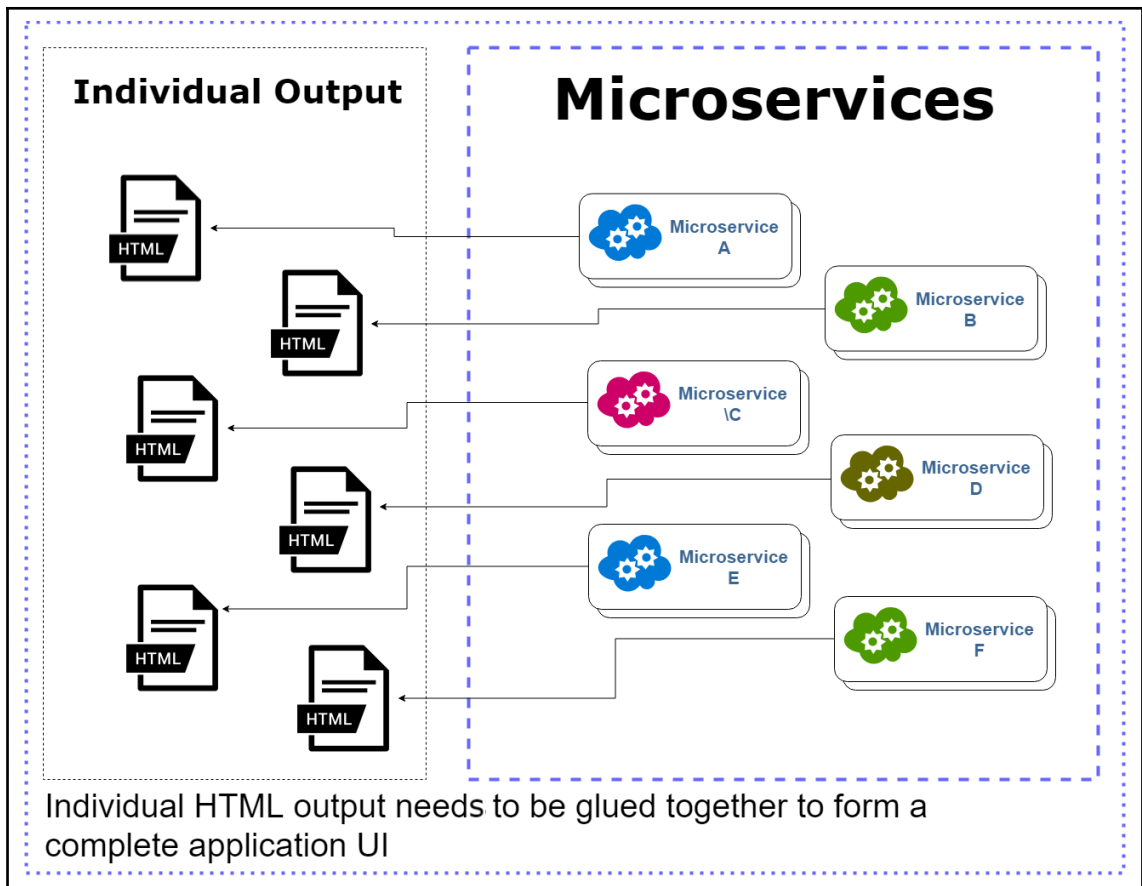 Individual Output
Microservices
HTML
Microservice
A
HTML
Microservice
B
HTML
Microservice
\C
HTML
Microservice
D
HTML
Microservice
E
HTML
Microservice
F
Individual HTML output needs to be glued together to form a
complete application UI